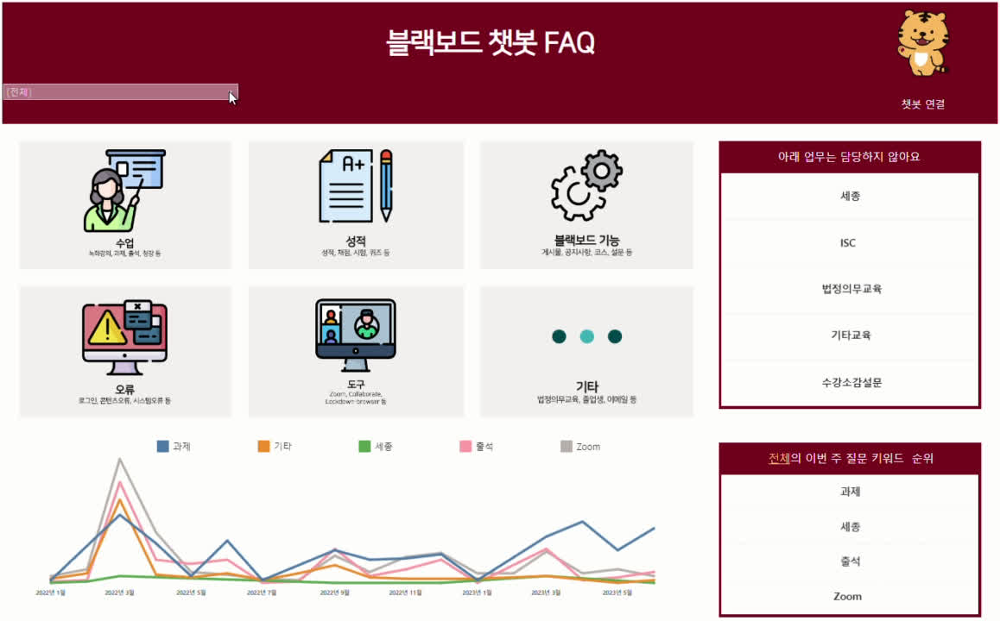 블랙보드 챗봇 FAQ
(전체)
챗봇 연결
A+
수업
녹화강의, 과제, 출석, 청강 등
성적
성적, 채점, 시험, 퀴즈 등
블랙보드 기능
게시물, 공지사항, 코스, 설문 등
오류
로그인, 콘텐츠오류, 시스템오류 등
도구
Zoom, Collaborate,
Lockdown-browser 등
기타
법정의무교육, 졸업생, 이메일 등
아래 업무는 담당하지 않아요
세종
ISC
법정의무교육
기타교육
수강소감설문
과제
기타
세종
출석
Zoom
2022년 1월
2022년 3월
2022년 5월
2022년 7월
2022년 9월
2022년 11월
2023년 1월
2023년 3월
2023년 5월
전체의 이번 주 질문 키워드 순위
과제
세종
출석
Zoom